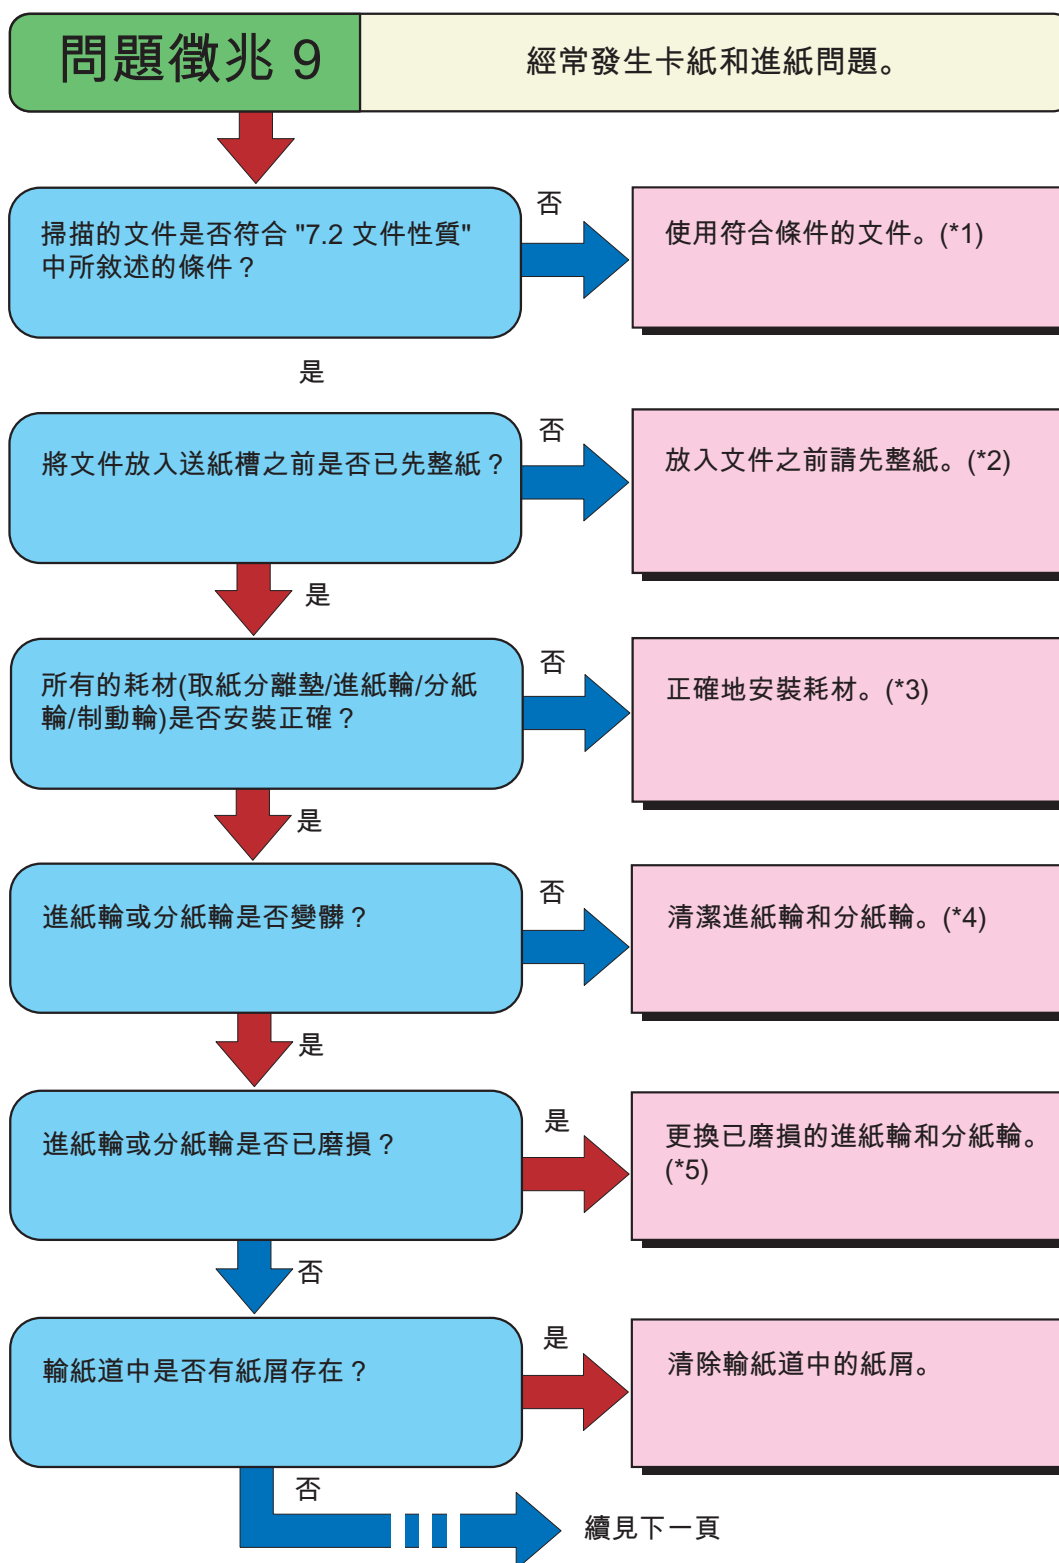 問題徵兆 9
經常發生卡紙和進紙問題。
掃描的文件是否符合 "7.2 文件性質"
中所敘述的條件？
否
使用符合條件的文件。(*1)
是
將文件放入送紙槽之前是否已先整紙？
否
放入文件之前請先整紙。(*2)
是
所有的耗材(取紙分離墊/進紙輪/分紙
輪/制動輪)是否安裝正確？
否
正確地安裝耗材。(*3)
是
進紙輪或分紙輪是否變髒？
否
清潔進紙輪和分紙輪。(*4)
是
進紙輪或分紙輪是否已磨損？
是
更換已磨損的進紙輪和分紙輪。
(*5)
否
輸紙道中是否有紙屑存在？
是
清除輸紙道中的紙屑。
否
續見下一頁